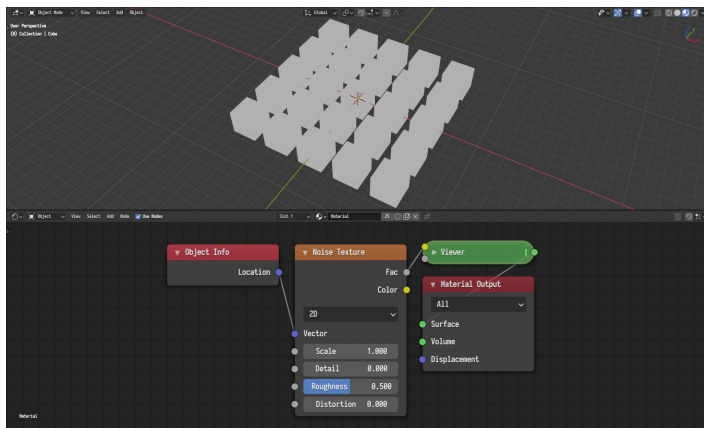 Object Mode View Select Add Object Global
User Perspective
(0) Collection | Cube
Object View Select Add Node Use Nodes Slot 1 Material 25
Object Info
Location
Noise Texture
Fac
Color
2D
Vector
Scale 1.000
Detail 0.000
Roughness 0.500
Distortion 0.000
Viewer
Material Output
All
Surface
Volume
Displacement
Material